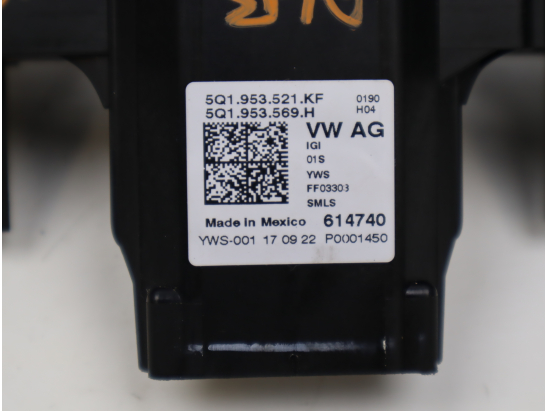 5Q1.953.521.KF 0190
5Q1.953.569.H H04
VW AG
IGI
01S
YWS
FF03303
SMLS
Made in Mexico 614740
YWS-001 17 09 22 P0001450